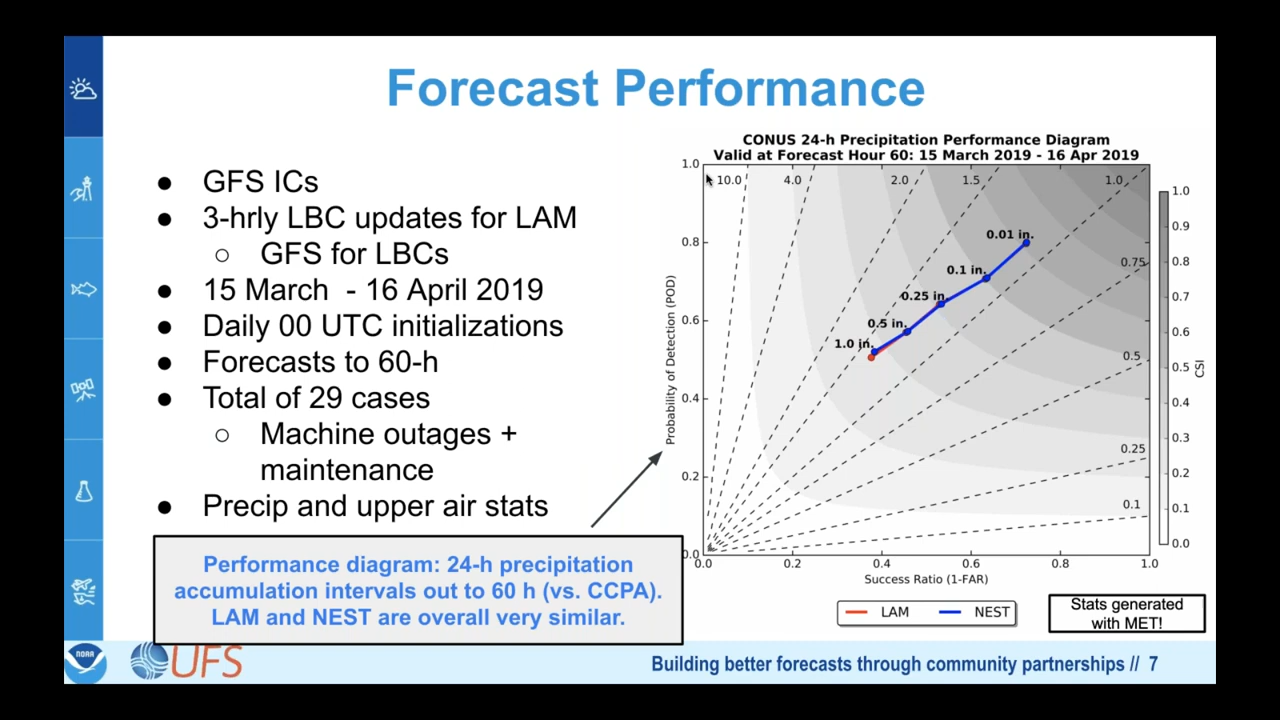 Forecast Performance
● GFS ICs
● 3-hrly LBC updates for LAM
○ GFS for LBCs
● 15 March - 16 April 2019
● Daily 00 UTC initializations
● Forecasts to 60-h
● Total of 29 cases
○ Machine outages +
maintenance
● Precip and upper air stats
Performance diagram: 24-h precipitation
accumulation intervals out to 60 h (vs. CCPA).
LAM and NEST are overall very similar.
CONUS 24-h Precipitation Performance Diagram
Valid at Forecast Hour 60: 15 March 2019 - 16 Apr 2019
1.0
0.8
0.6
0.4
0.2
0.0
Probability of Detection (POD)
10.0 4.0 2.0 1.5 1.0
0.75
0.5
0.25
0.1
0.01 in.
0.1 in.
0.25 in.
0.5 in.
1.0 in.
0.0 0.2 0.4 0.6 0.8 1.0
Success Ratio (1-FAR)
1.0
0.9
0.8
0.7
0.6
0.5
0.4
0.3
0.2
0.1
0.0
CSI
LAM NEST
Stats generated
with MET!
NOAA
UFS
Building better forecasts through community partnerships // 7